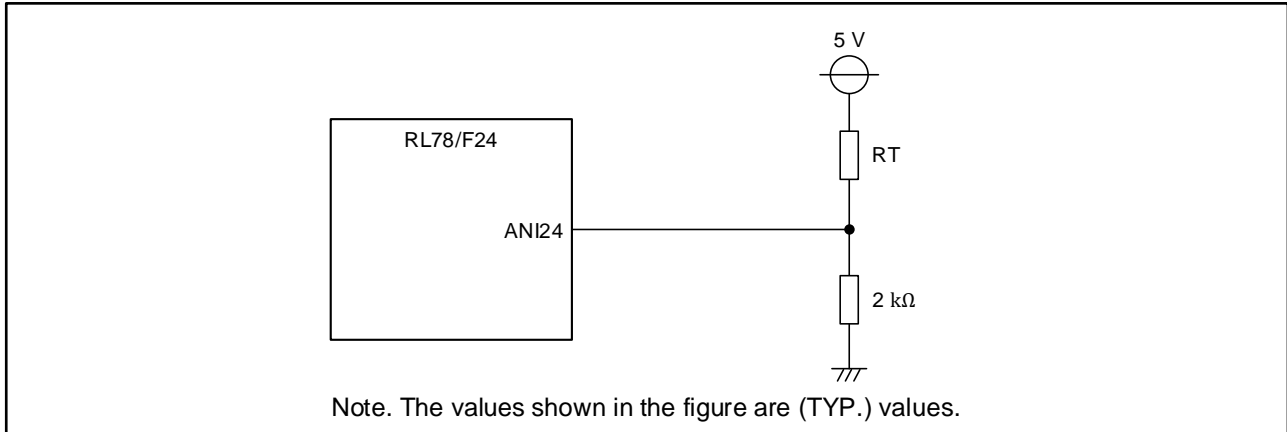 5 V
RL78/F24
RT
ANI24
2 kΩ
Note. The values shown in the figure are (TYP.) values.